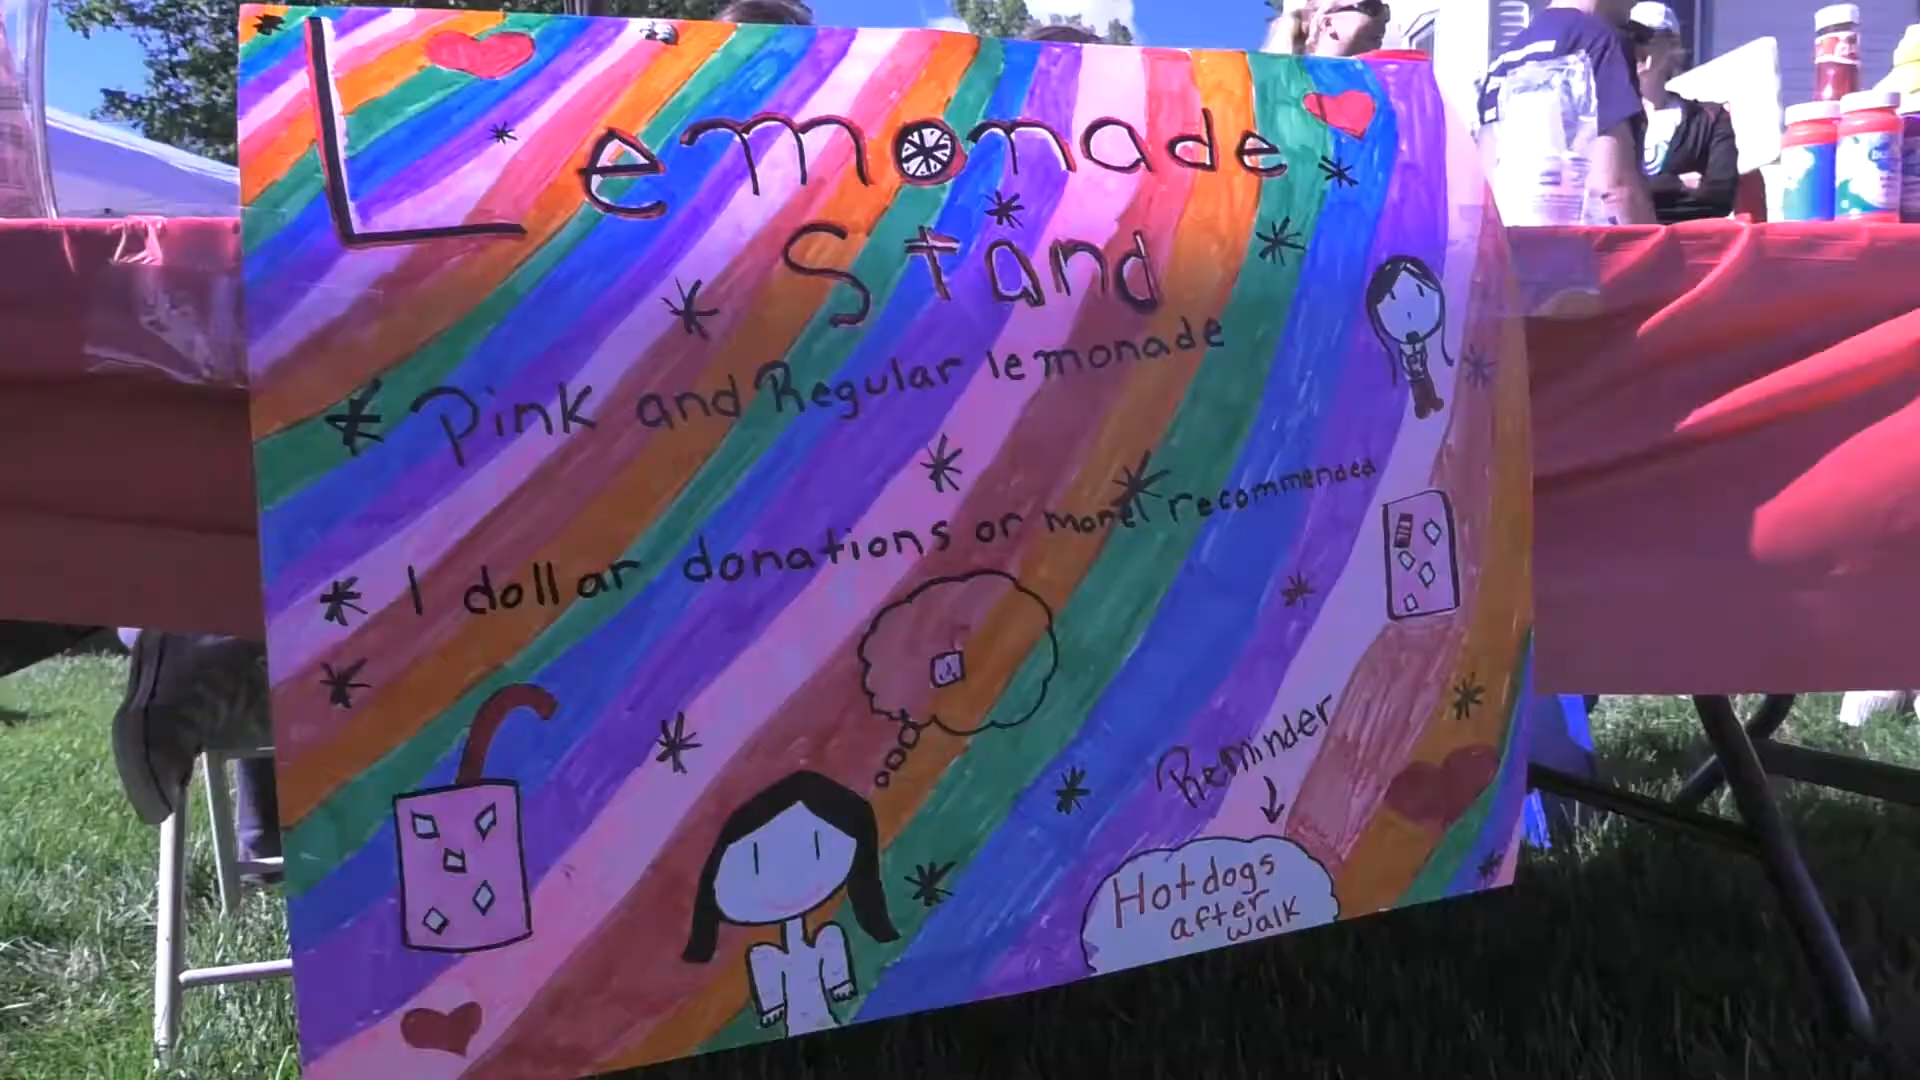 Lemonade
Stand
* Pink and Regular lemonade
* 1 dollar donations or more recommended
Reminder
Hotdogs
after
walk